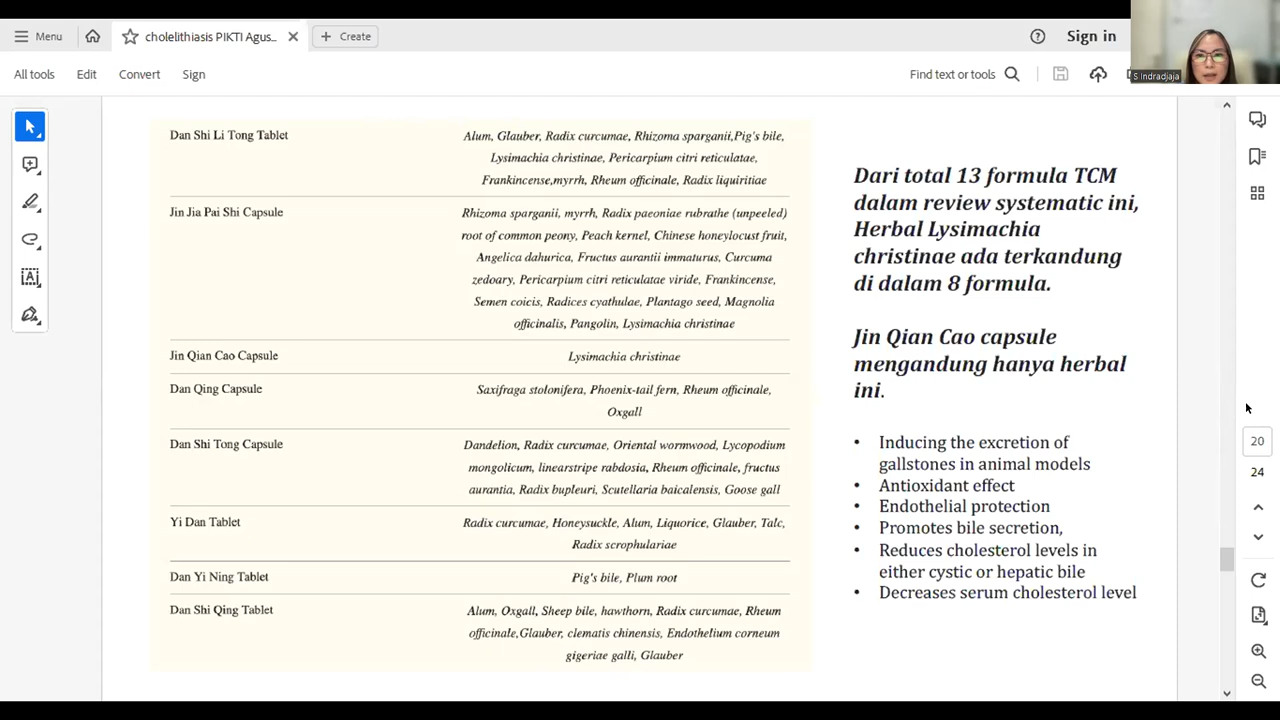 Menu
cholelithiasis PIKTI Agus...
Create
Sign in
All tools
Edit
Convert
Sign
Find text or tools
S Indradjaja
Dan Shi Li Tong Tablet
Alum, Glauber, Radix curcumae, Rhizoma sparganii,Pig's bile,
Lysimachia christinae, Pericarpium citri reticulatae,
Frankincense,myrrh, Rheum officinale, Radix liquiritiae
Jin Jia Pai Shi Capsule
Rhizoma sparganii, myrrh, Radix paeoniae rubrathe (unpeeled)
root of common peony, Peach kernel, Chinese honeylocust fruit,
Angelica dahurica, Fructus aurantii immaturus, Curcuma
zedoary, Pericarpium citri reticulatae viride, Frankincense,
Semen coicis, Radices cyathulae, Plantago seed, Magnolia
officinalis, Pangolin, Lysimachia christinae
Jin Qian Cao Capsule
Lysimachia christinae
Dan Qing Capsule
Saxifraga stolonifera, Phoenix-tail fern, Rheum officinale,
Oxgall
Dan Shi Tong Capsule
Dandelion, Radix curcumae, Oriental wormwood, Lycopodium
mongolicum, linearstripe rabdosia, Rheum officinale, fructus
aurantia, Radix bupleuri, Scutellaria baicalensis, Goose gall
Yi Dan Tablet
Radix curcumae, Honeysuckle, Alum, Liquorice, Glauber, Talc,
Radix scrophulariae
Dan Yi Ning Tablet
Pig's bile, Plum root
Dan Shi Qing Tablet
Alum, Oxgall, Sheep bile, hawthorn, Radix curcumae, Rheum
officinale,Glauber, clematis chinensis, Endothelium corneum
gigeriae galli, Glauber
Dari total 13 formula TCM
dalam review systematic ini,
Herbal Lysimachia
christinae ada terkandung
di dalam 8 formula.
Jin Qian Cao capsule
mengandung hanya herbal
ini.
• Inducing the excretion of
gallstones in animal models
• Antioxidant effect
• Endothelial protection
• Promotes bile secretion,
• Reduces cholesterol levels in
either cystic or hepatic bile
• Decreases serum cholesterol level
20
24